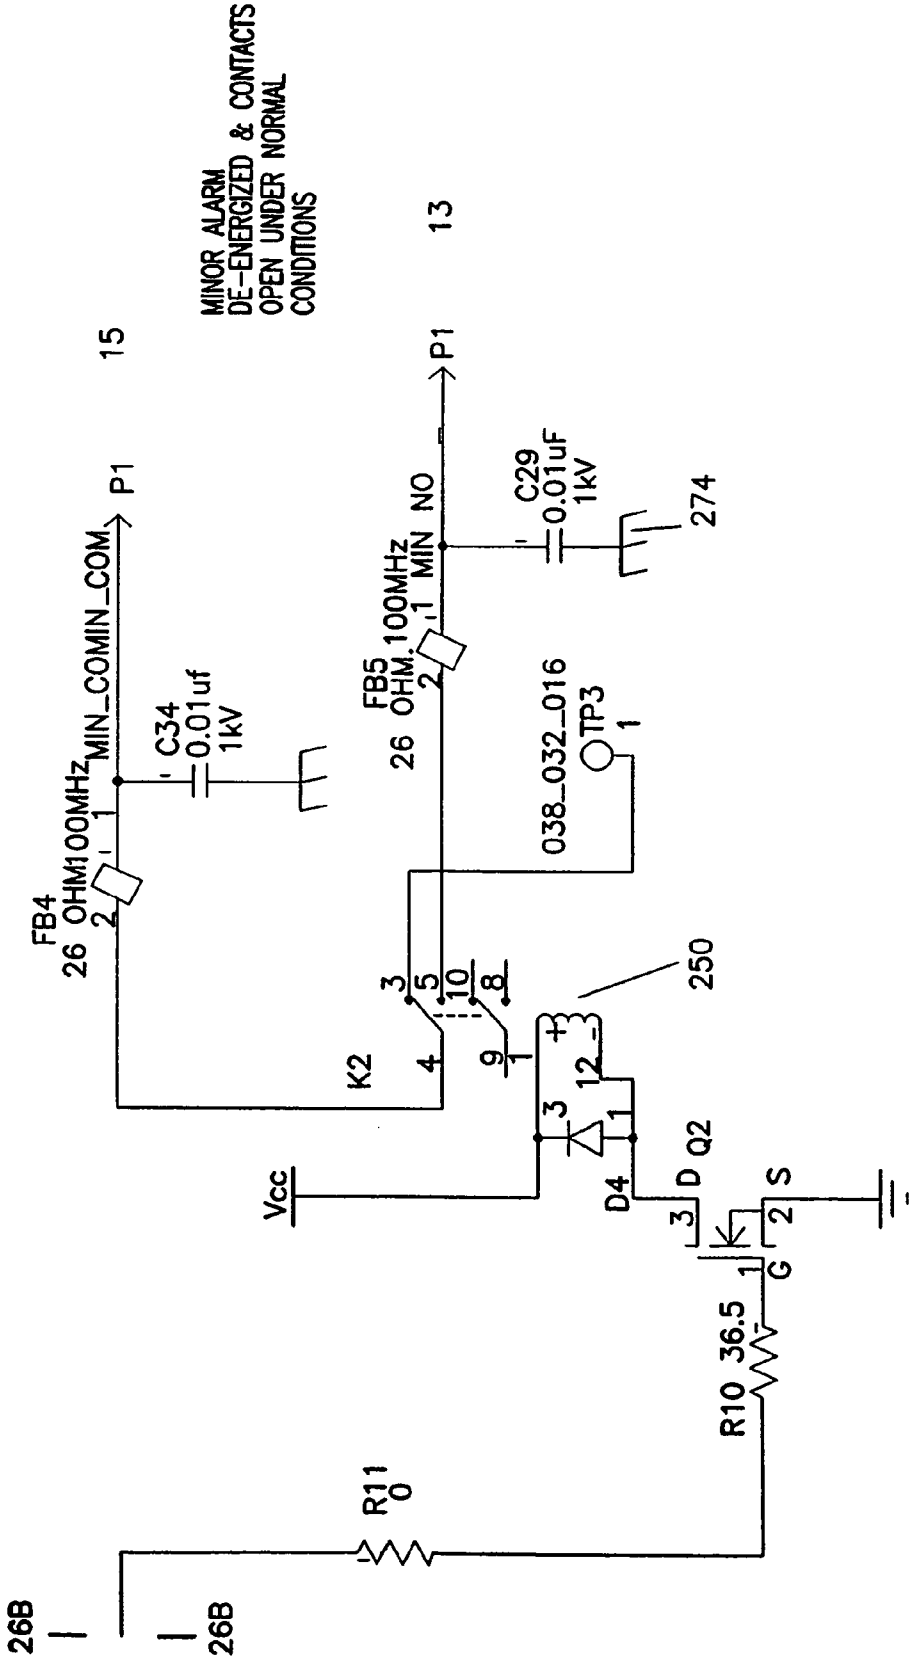 26B
26B
R11
0
R10 36.5
Vcc
D4
1
3
3
D
Q2
1
G
2
S
K2
4
3
5
10
8
9
1
12
+
-
250
FB4
26 OHM100MHz
2
1
MIN_COMIN_COM
P1
15
C34
0.01uf
1kV
FB5
26 OHM.100MHz
2
1
MIN NO
P1
13
C29
0.01uF
1kV
274
038_032_016
TP3
1
MINOR ALARM
DE-ENERGIZED & CONTACTS
OPEN UNDER NORMAL
CONDITIONS